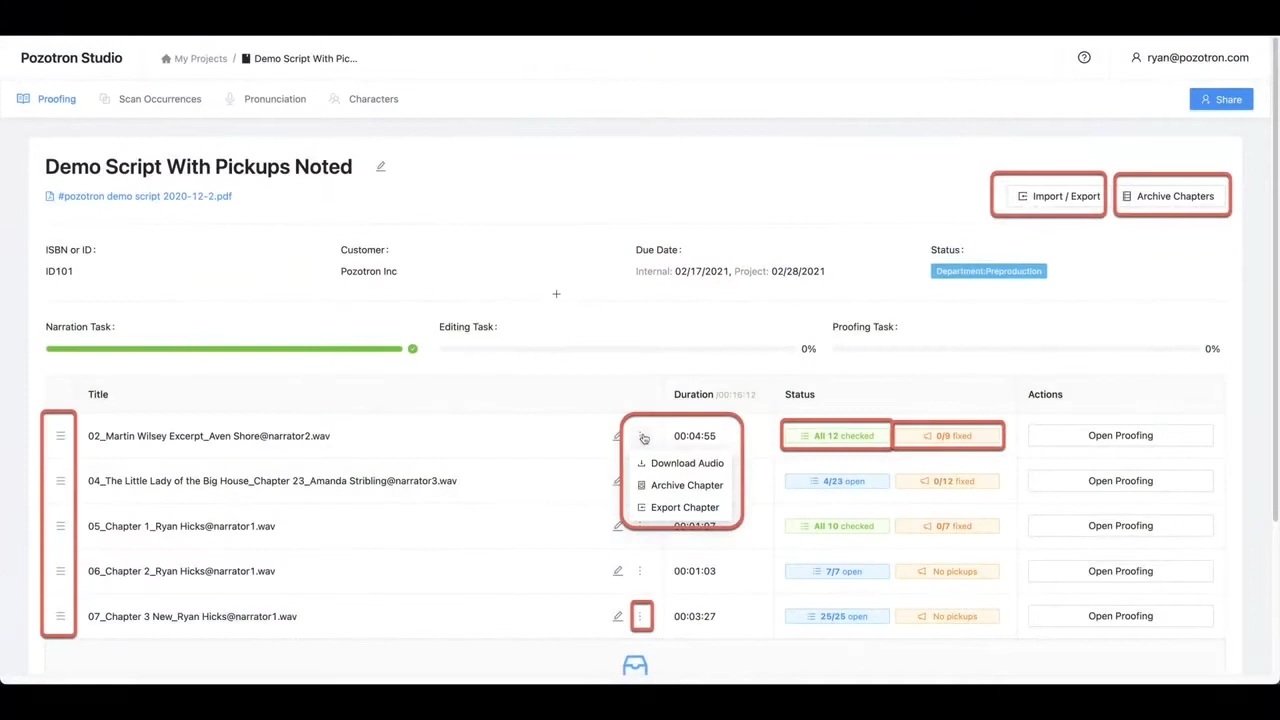 Pozotron Studio
My Projects / Demo Script With Pic...
ryan@pozotron.com
Proofing
Scan Occurrences
Pronunciation
Characters
Share
Demo Script With Pickups Noted
#pozotron demo script 2020-12-2.pdf
Import / Export
Archive Chapters
ISBN or ID:
Customer:
Due Date:
Status:
ID101
Pozotron Inc
Internal: 02/17/2021, Project: 02/28/2021
Department:Preproduction
Narration Task:
Editing Task:
Proofing Task:
0%
0%
Title
Duration /00:16:12
Status
Actions
02_Martin Wilsey Excerpt_Aven Shore@narrator2.wav
00:04:55
All 12 checked
0/9 fixed
Open Proofing
Download Audio
04_The Little Lady of the Big House_Chapter 23_Amanda Stribling@narrator3.wav
4/23 open
0/12 fixed
Open Proofing
Archive Chapter
Export Chapter
05_Chapter 1_Ryan Hicks@narrator1.wav
All 10 checked
0/7 fixed
Open Proofing
06_Chapter 2_Ryan Hicks@narrator1.wav
00:01:03
7/7 open
No pickups
Open Proofing
07_Chapter 3 New_Ryan Hicks@narrator1.wav
00:03:27
25/25 open
No pickups
Open Proofing